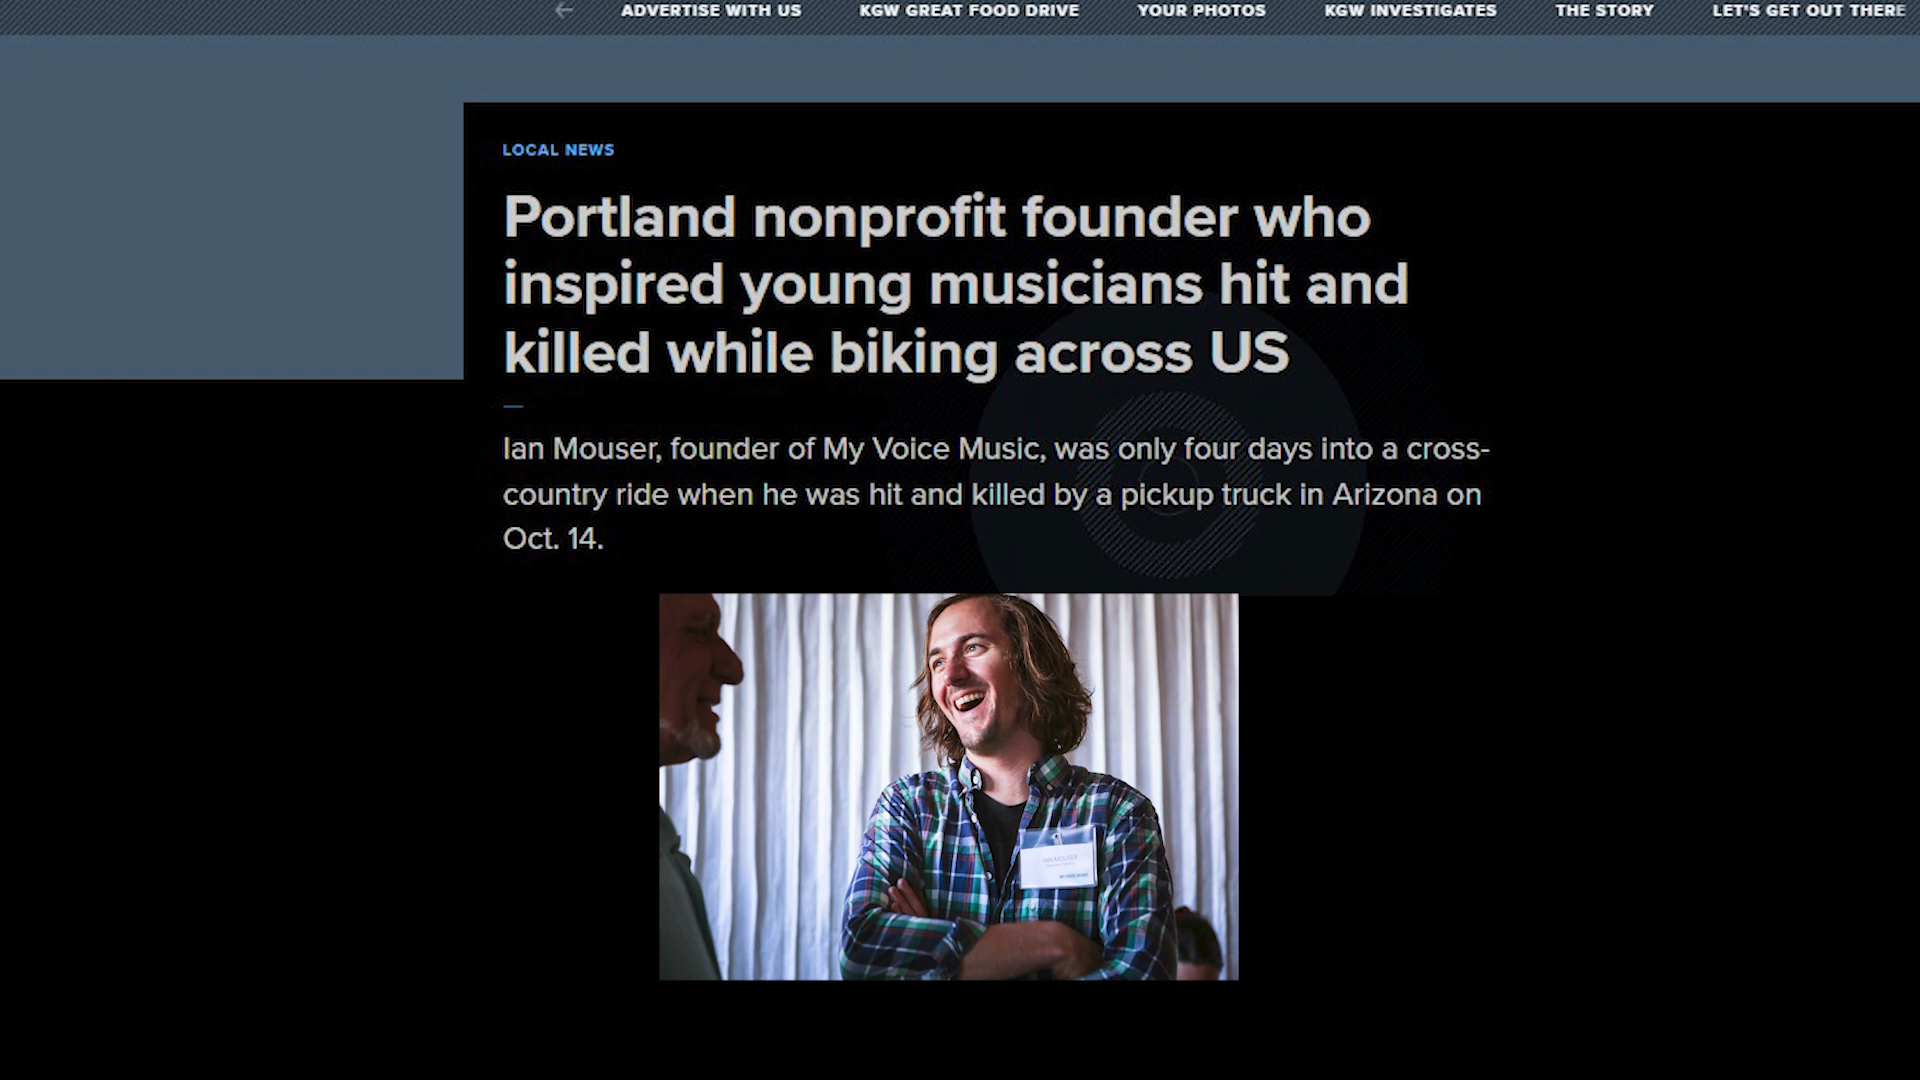 ADVERTISE WITH US KGW GREAT FOOD DRIVE YOUR PHOTOS KGW INVESTIGATES THE STORY LET'S GET OUT THERE
LOCAL NEWS
Portland nonprofit founder who
inspired young musicians hit and
killed while biking across US
Ian Mouser, founder of My Voice Music, was only four days into a cross-
country ride when he was hit and killed by a pickup truck in Arizona on
Oct. 14.
IAN MOUSER